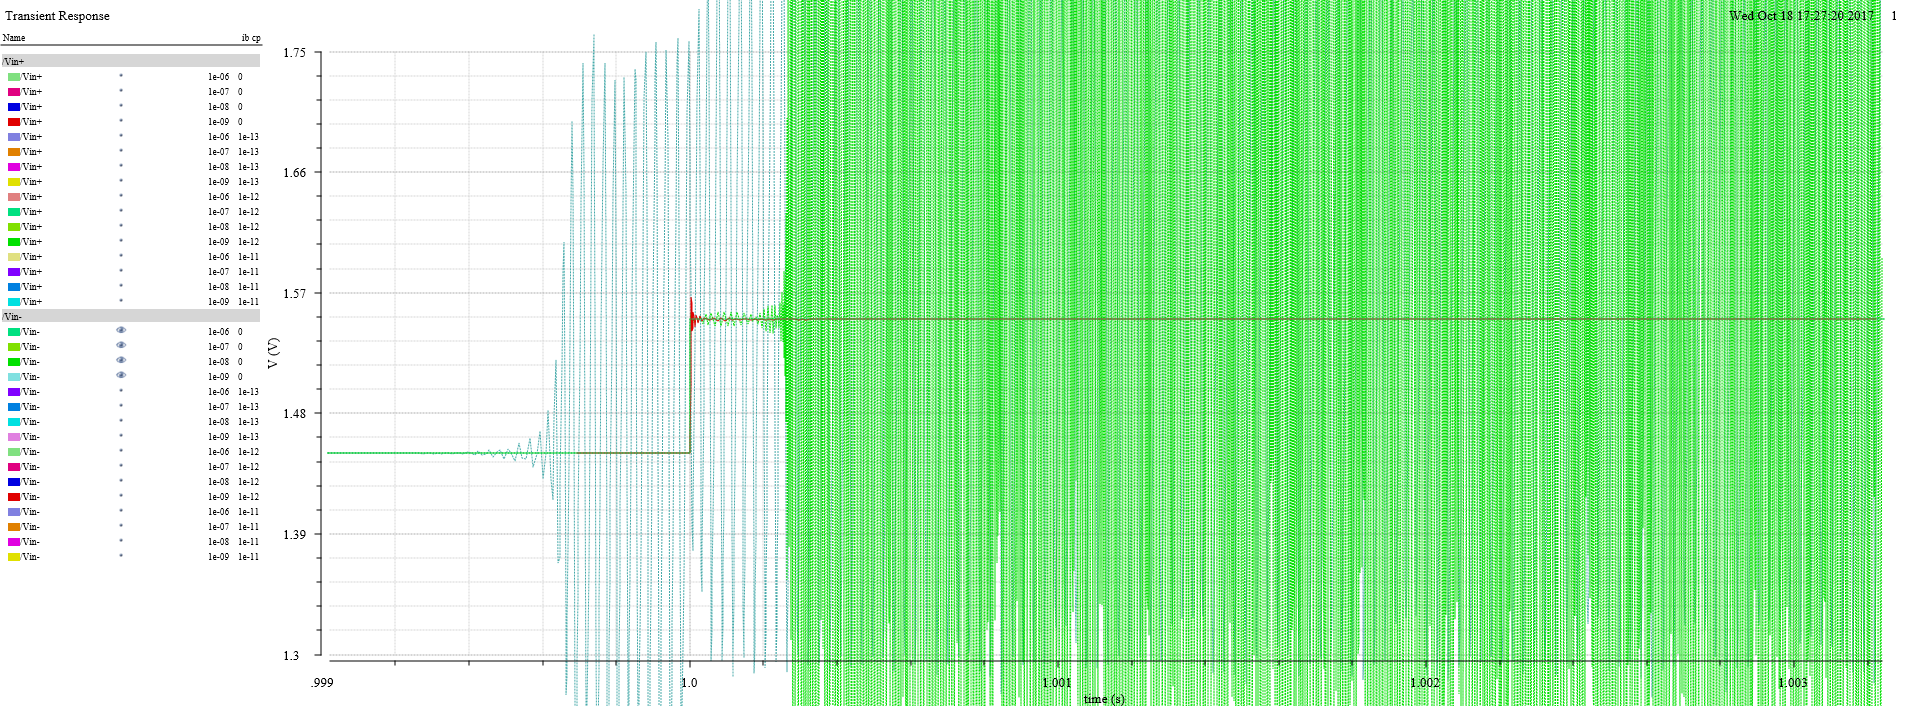 Transient Response
Wed Oct 18 17:27:20 2017 1
Name ib cp
/Vin+
/Vin+ * 1e-06 0
/Vin+ * 1e-07 0
/Vin+ * 1e-08 0
/Vin+ * 1e-09 0
/Vin+ * 1e-06 1e-13
/Vin+ * 1e-07 1e-13
/Vin+ * 1e-08 1e-13
/Vin+ * 1e-09 1e-13
/Vin+ * 1e-06 1e-12
/Vin+ * 1e-07 1e-12
/Vin+ * 1e-08 1e-12
/Vin+ * 1e-09 1e-12
/Vin+ * 1e-06 1e-11
/Vin+ * 1e-07 1e-11
/Vin+ * 1e-08 1e-11
/Vin+ * 1e-09 1e-11
/Vin-
/Vin- 1e-06 0
/Vin- 1e-07 0
/Vin- 1e-08 0
/Vin- 1e-09 0
/Vin- * 1e-06 1e-13
/Vin- * 1e-07 1e-13
/Vin- * 1e-08 1e-13
/Vin- * 1e-09 1e-13
/Vin- * 1e-06 1e-12
/Vin- * 1e-07 1e-12
/Vin- * 1e-08 1e-12
/Vin- * 1e-09 1e-12
/Vin- * 1e-06 1e-11
/Vin- * 1e-07 1e-11
/Vin- * 1e-08 1e-11
/Vin- * 1e-09 1e-11
V (V)
1.75
1.66
1.57
1.48
1.39
1.3
.999 1.0 1.001 1.002 1.003
time (s)